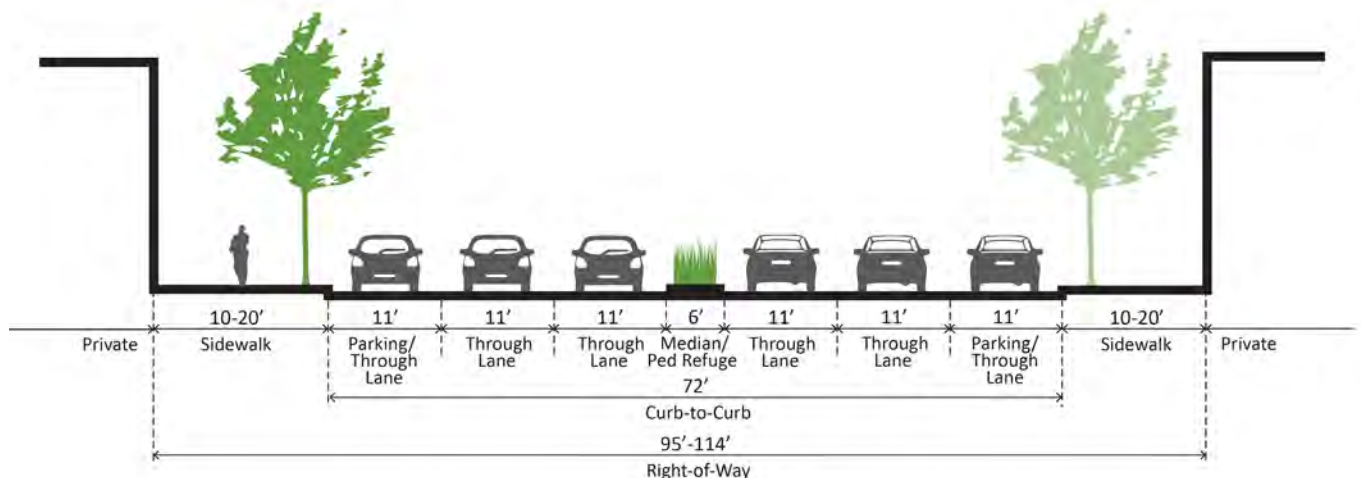 10-20’ 11’ 11’ 11’ 6’ 11’ 11’ 11’ 10-20’
Private Sidewalk Parking/ Through Through Median/ Through Through Parking/ Sidewalk Private
Through Lane Lane Ped Refuge Lane Lane Through
Lane Lane
72’
Curb-to-Curb
95’-114’
Right-of-Way